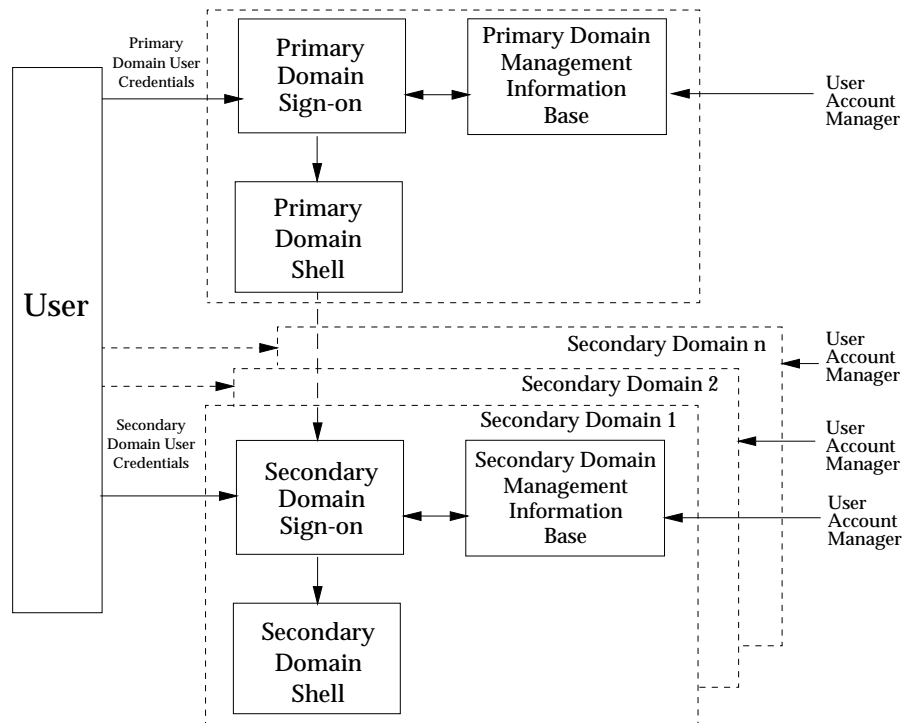 Primary
Domain User
Credentials
Primary
Domain
Sign-on
Primary Domain
Management
Information
Base
User
Account
Manager
Primary
Domain
Shell
User
Secondary Domain n
User
Account
Manager
Secondary Domain 2
Secondary Domain 1
User
Account
Manager
Secondary
Domain User
Credentials
Secondary
Domain
Sign-on
Secondary Domain
Management
Information
Base
User
Account
Manager
Secondary
Domain
Shell